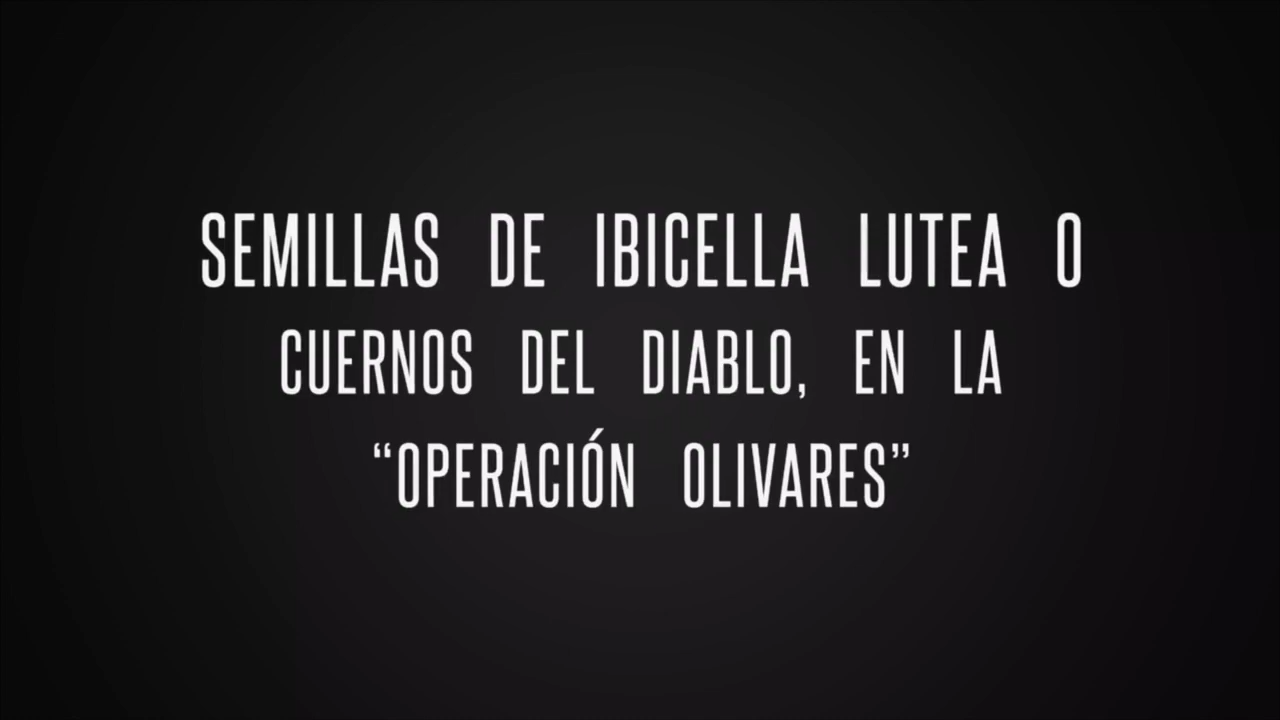 SEMILLAS DE IBICELLA LUTEA O
CUERNOS DEL DIABLO, EN LA
“OPERACIÓN OLIVARES”